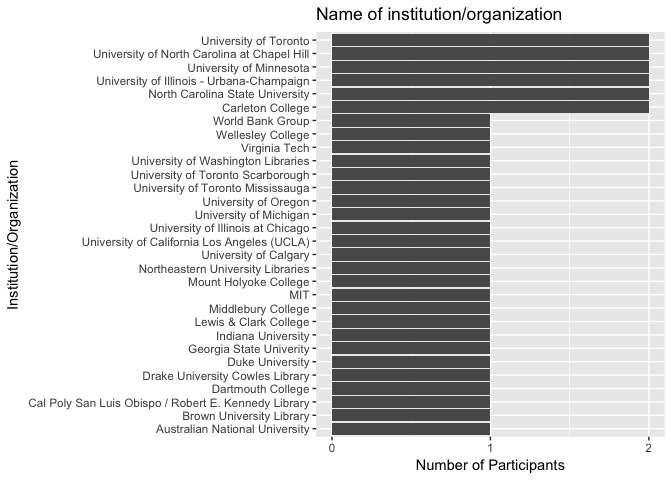 Name of institution/organization
University of Toronto
University of North Carolina at Chapel Hill
University of Minnesota
University of Illinois - Urbana-Champaign
North Carolina State University
Carleton College
World Bank Group
Wellesley College
Virginia Tech
University of Washington Libraries
University of Toronto Scarborough
University of Toronto Mississauga
University of Oregon
University of Michigan
University of Illinois at Chicago
University of California Los Angeles (UCLA)
University of Calgary
Northeastern University Libraries
Mount Holyoke College
MIT
Middlebury College
Lewis & Clark College
Indiana University
Georgia State Univerity
Duke University
Drake University Cowles Library
Dartmouth College
Cal Poly San Luis Obispo / Robert E. Kennedy Library
Brown University Library
Australian National University
Institution/Organization
0 1 2
Number of Participants